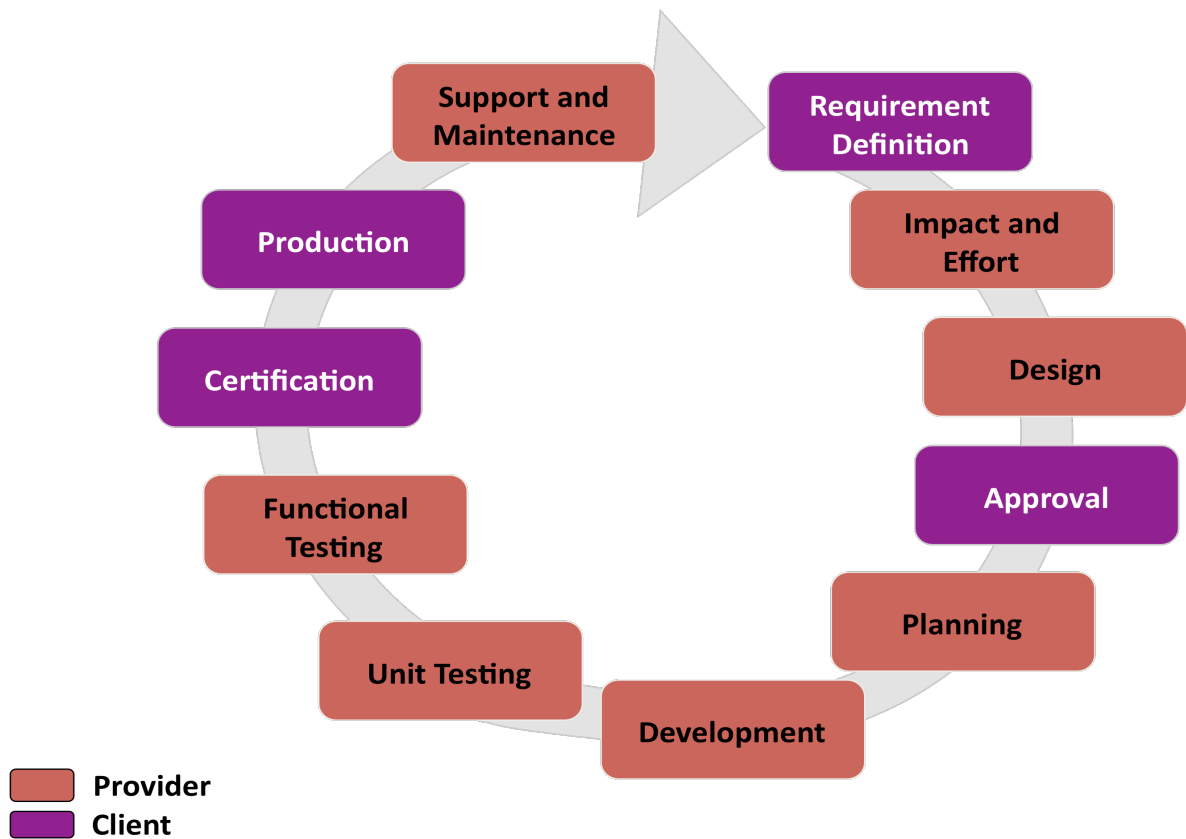 Support and
Maintenance
Requirement
Definition
Impact and
Effort
Design
Approval
Planning
Development
Unit Testing
Functional
Testing
Certification
Production
Provider
Client